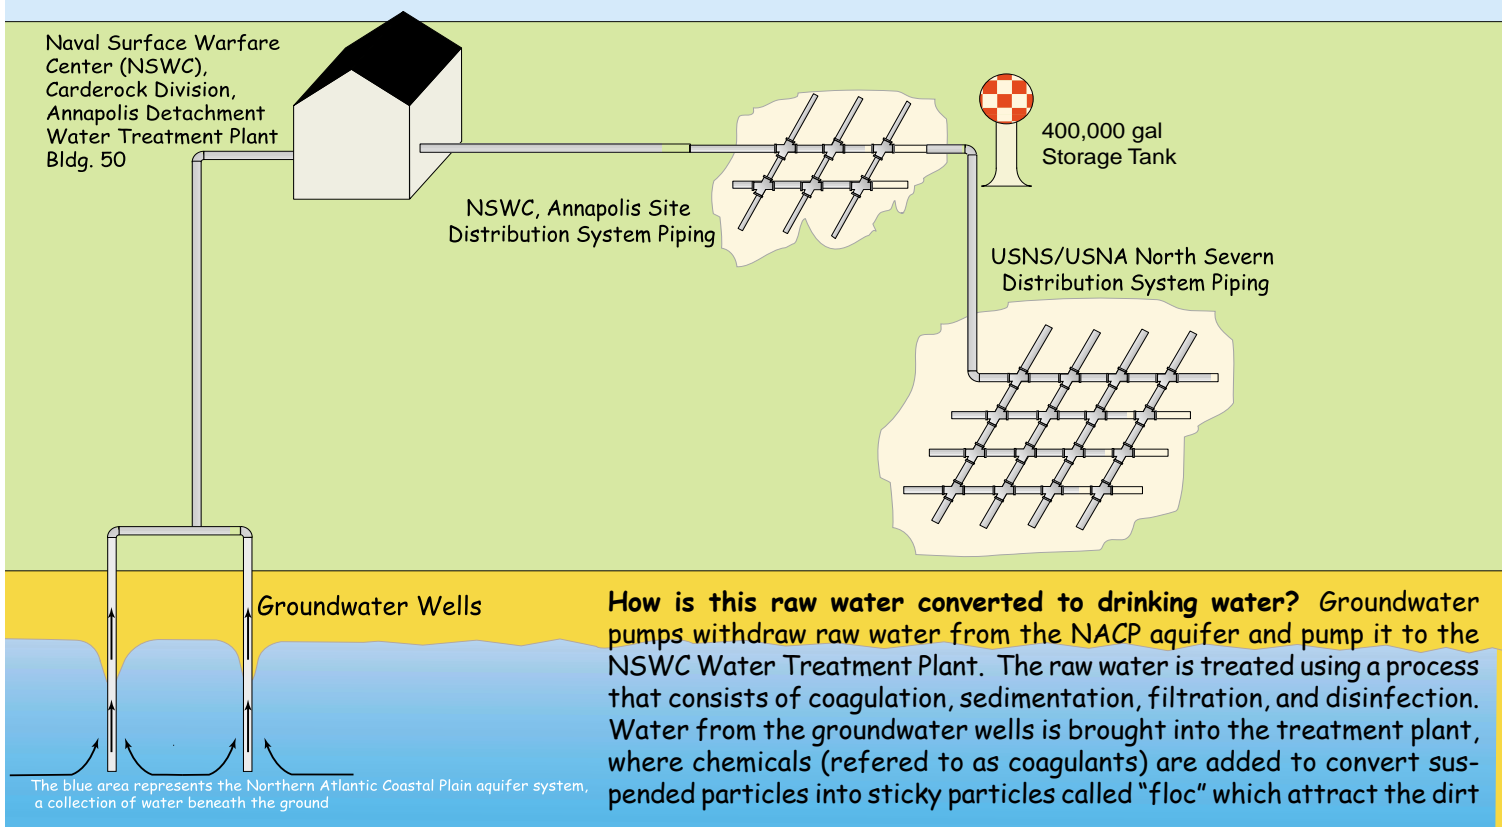 Naval Surface Warfare
Center (NSWC),
Carderock Division,
Annapolis Detachment
Water Treatment Plant
Bldg. 50
400,000 gal
Storage Tank
NSWC, Annapolis Site
Distribution System Piping
USNS/USNA North Severn
Distribution System Piping
Groundwater Wells
How is this raw water converted to drinking water? Groundwater
pumps withdraw raw water from the NACP aquifer and pump it to the
NSWC Water Treatment Plant. The raw water is treated using a process
that consists of coagulation, sedimentation, filtration, and disinfection.
Water from the groundwater wells is brought into the treatment plant,
where chemicals (refered to as coagulants) are added to convert sus-
pended particles into sticky particles called “floc” which attract the dirt
The blue area represents the Northern Atlantic Coastal Plain aquifer system,
a collection of water beneath the ground